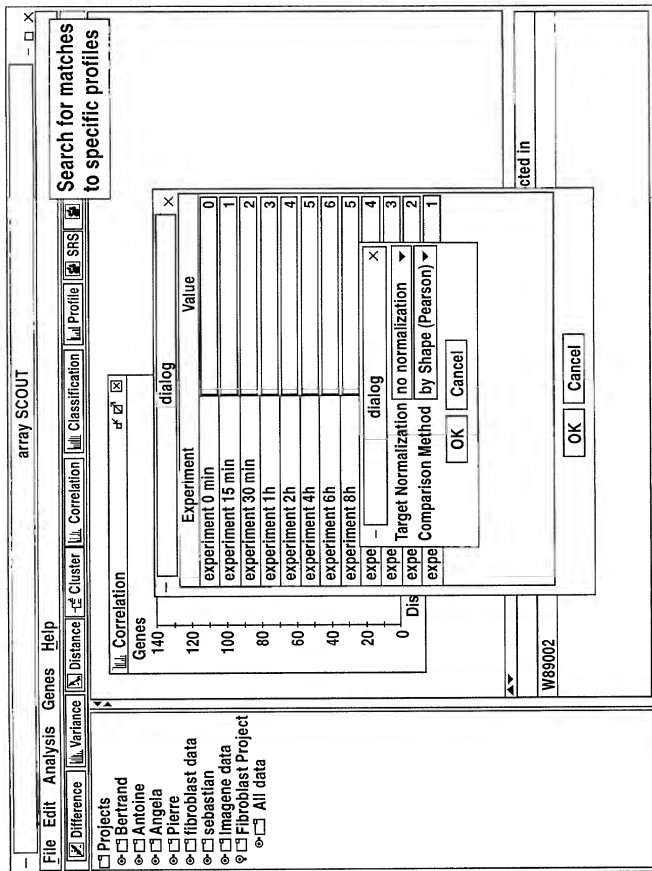 array SCOUT
File Edit Analysis Genes Help
Difference Variance Distance Cluster Correlation Classification Profile SRS
Search for matches
to specific profiles
Projects
Bertrand
Antoine
Angela
Pierre
fibroblast data
sebastian
Imagene data
Fibroblast Project
All data
Correlation
Genes
140
120
100
80
60
40
20
0
Dis
dialog
Experiment Value
experiment 0 min 0
experiment 15 min 1
experiment 30 min 2
experiment 1h 3
experiment 2h 4
experiment 4h 5
experiment 6h 6
experiment 8h 5
expe 4
expe 3
expe 2
expe 1
dialog
Target Normalization no normalization
Comparison Method by Shape (Pearson)
OK Cancel
OK Cancel
cted in
W89002